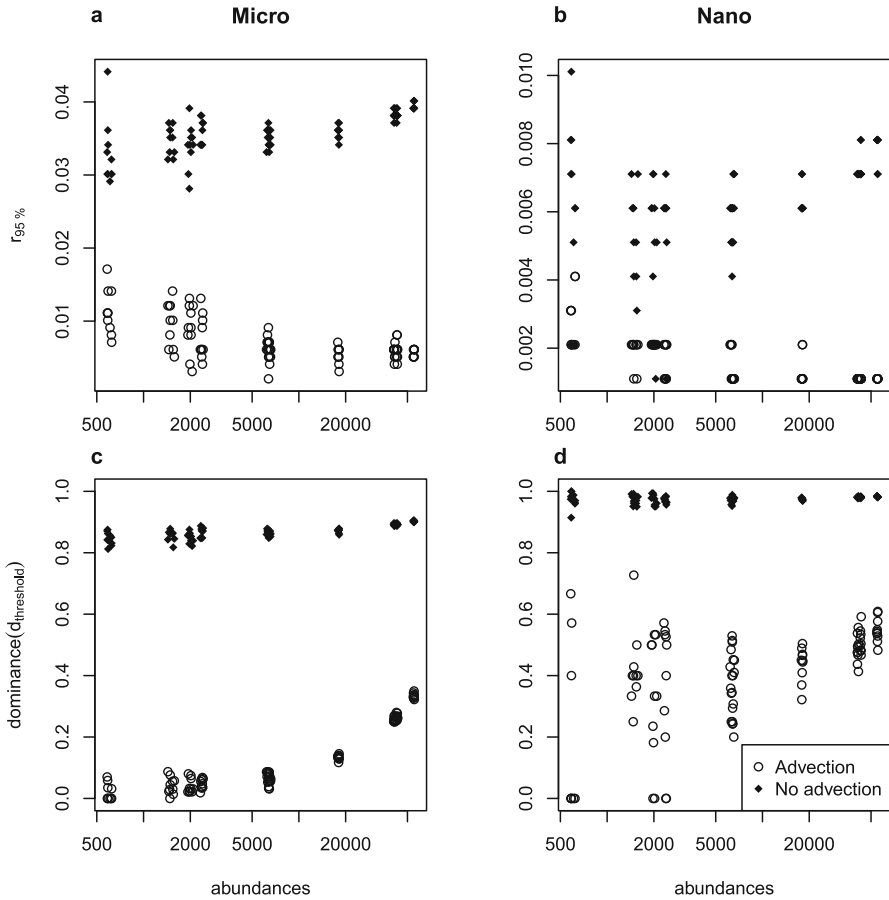 a Micro
r95 %
0.04
0.03
0.02
0.01
500 2000 5000 20000
b Nano
0.010
0.008
0.006
0.004
0.002
500 2000 5000 20000
c
dominance(dthreshold)
1.0
0.8
0.6
0.4
0.2
0.0
500 2000 5000 20000
abundances
d
1.0
0.8
0.6
0.4
0.2
0.0
Advection
No advection
500 2000 5000 20000
abundances